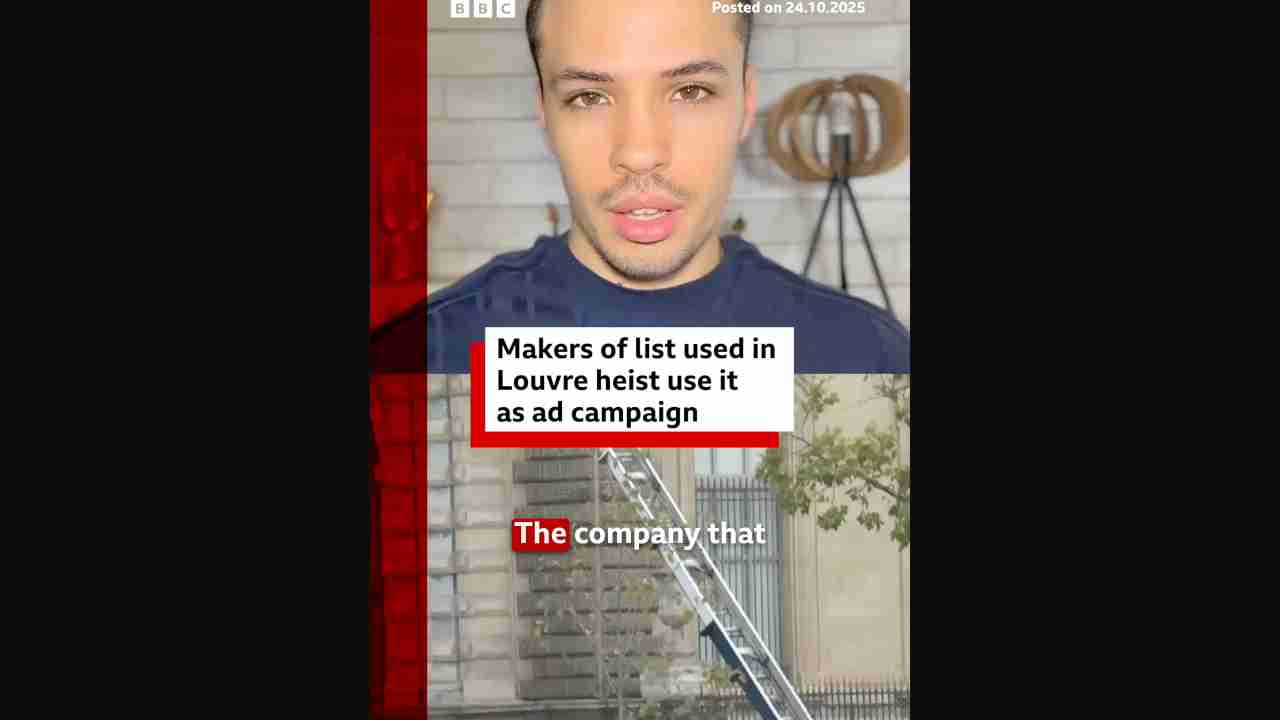 BBC
Posted on 24.10.2025
Makers of list used in
Louvre heist use it
as ad campaign
The company that